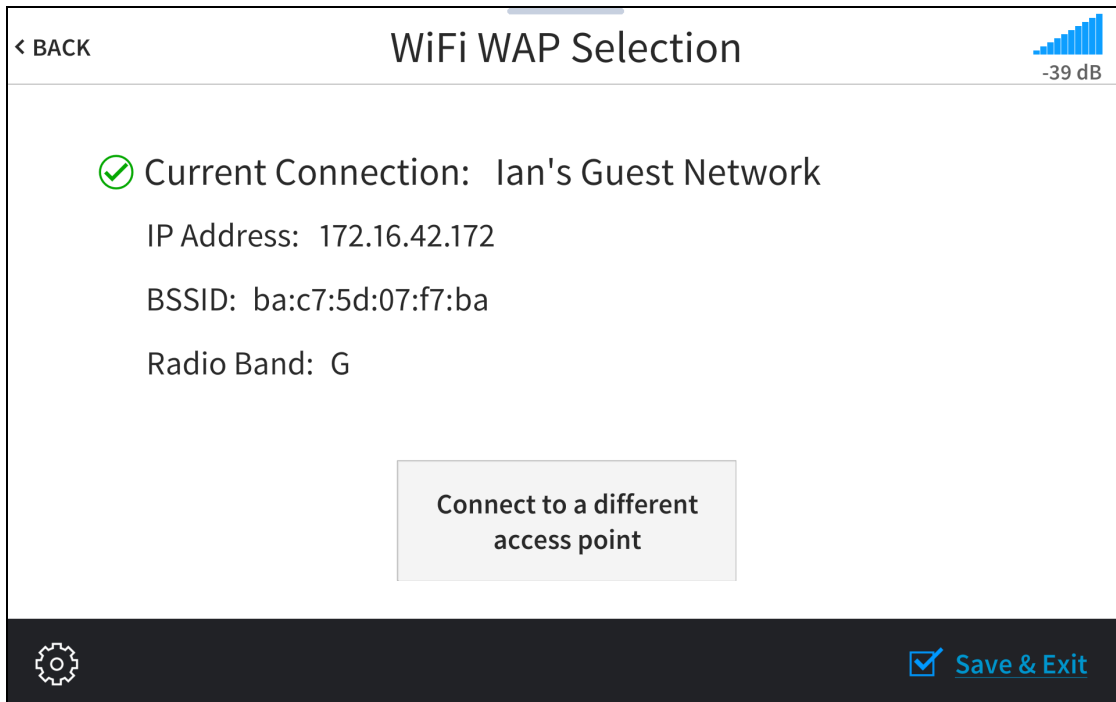 < BACK
WiFi WAP Selection
-39 dB
Current Connection: Ian's Guest Network
IP Address: 172.16.42.172
BSSID: ba:c7:5d:07:f7:ba
Radio Band: G
Connect to a different
access point
Save & Exit